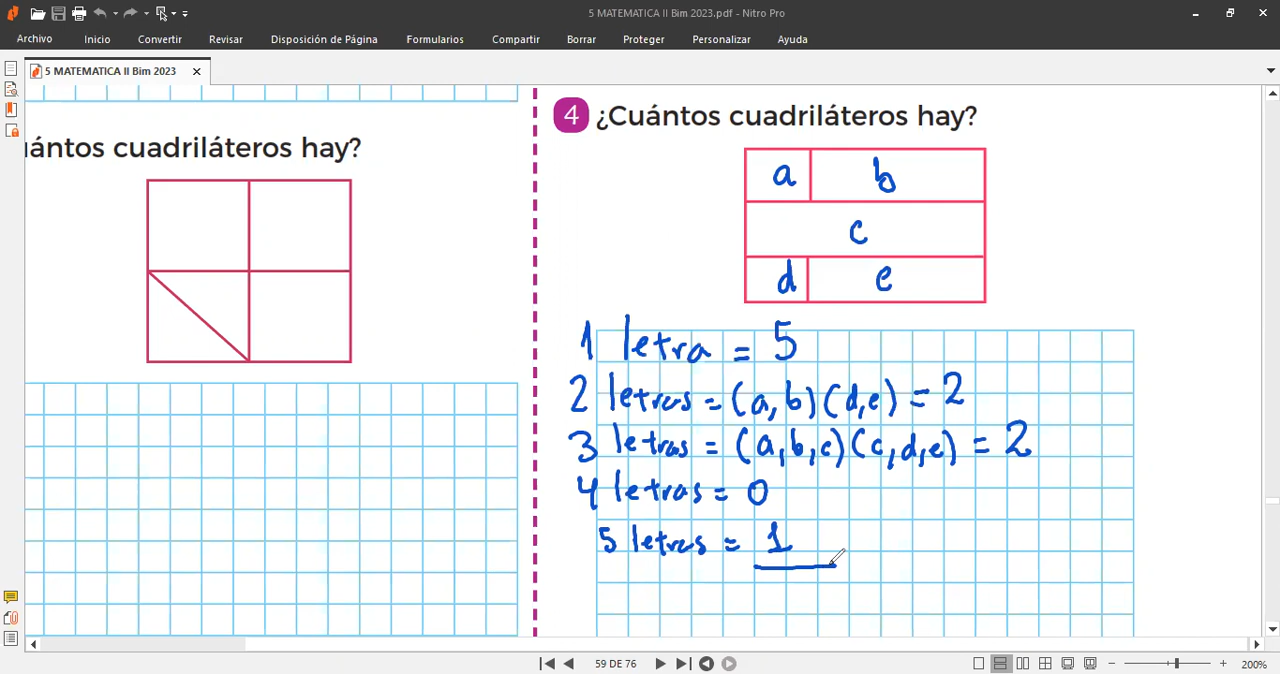 5 MATEMATICA II Bim 2023.pdf - Nitro Pro
Archivo Inicio Convertir Revisar Disposición de Página Formularios Compartir Borrar Proteger Personalizar Ayuda
5 MATEMATICA II Bim 2023
uántos cuadriláteros hay?
4 ¿Cuántos cuadriláteros hay?
a b
c
d e
1 letra = 5
2 letras = (a, b) (d, e) = 2
3 letras = (a, b, c) (c, d, e) = 2
4 letras = 0
5 letras = 1
59 DE 76
200%